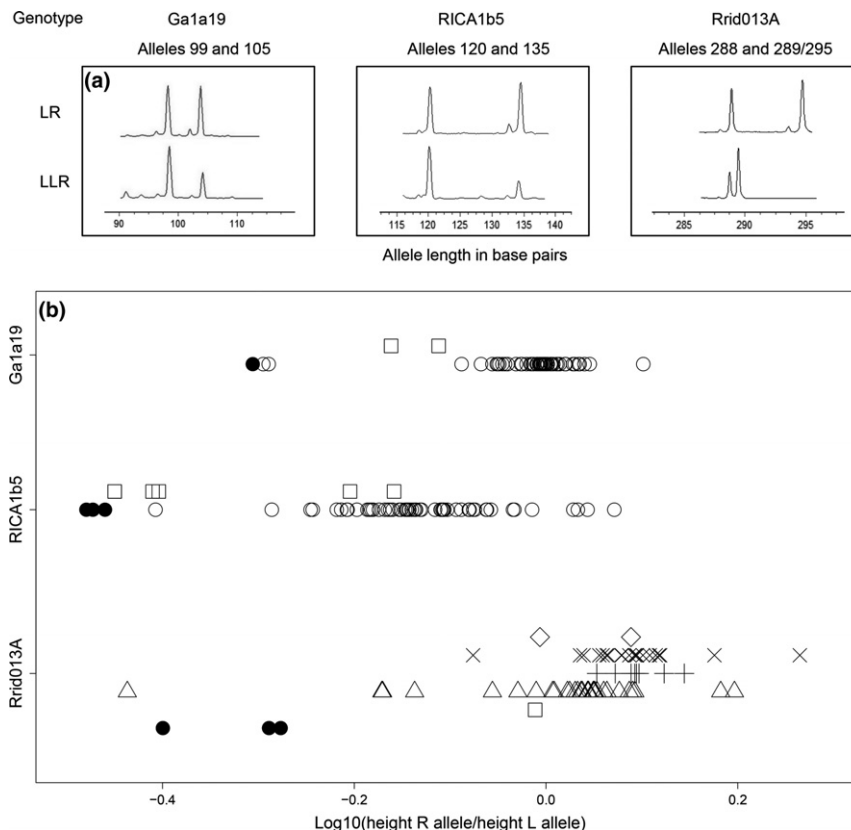 Genotype Ga1a19 RICA1b5 Rrid013A
Alleles 99 and 105 Alleles 120 and 135 Alleles 288 and 289/295
(a)
LR
LLR
90 100 110
115 120 125 130 135 140
285 290 295
Allele length in base pairs
(b)
Ga1a19
RICA1b5
Rrid013A
−0.4 −0.2 0.0 0.2
Log10(height R allele/height L allele)